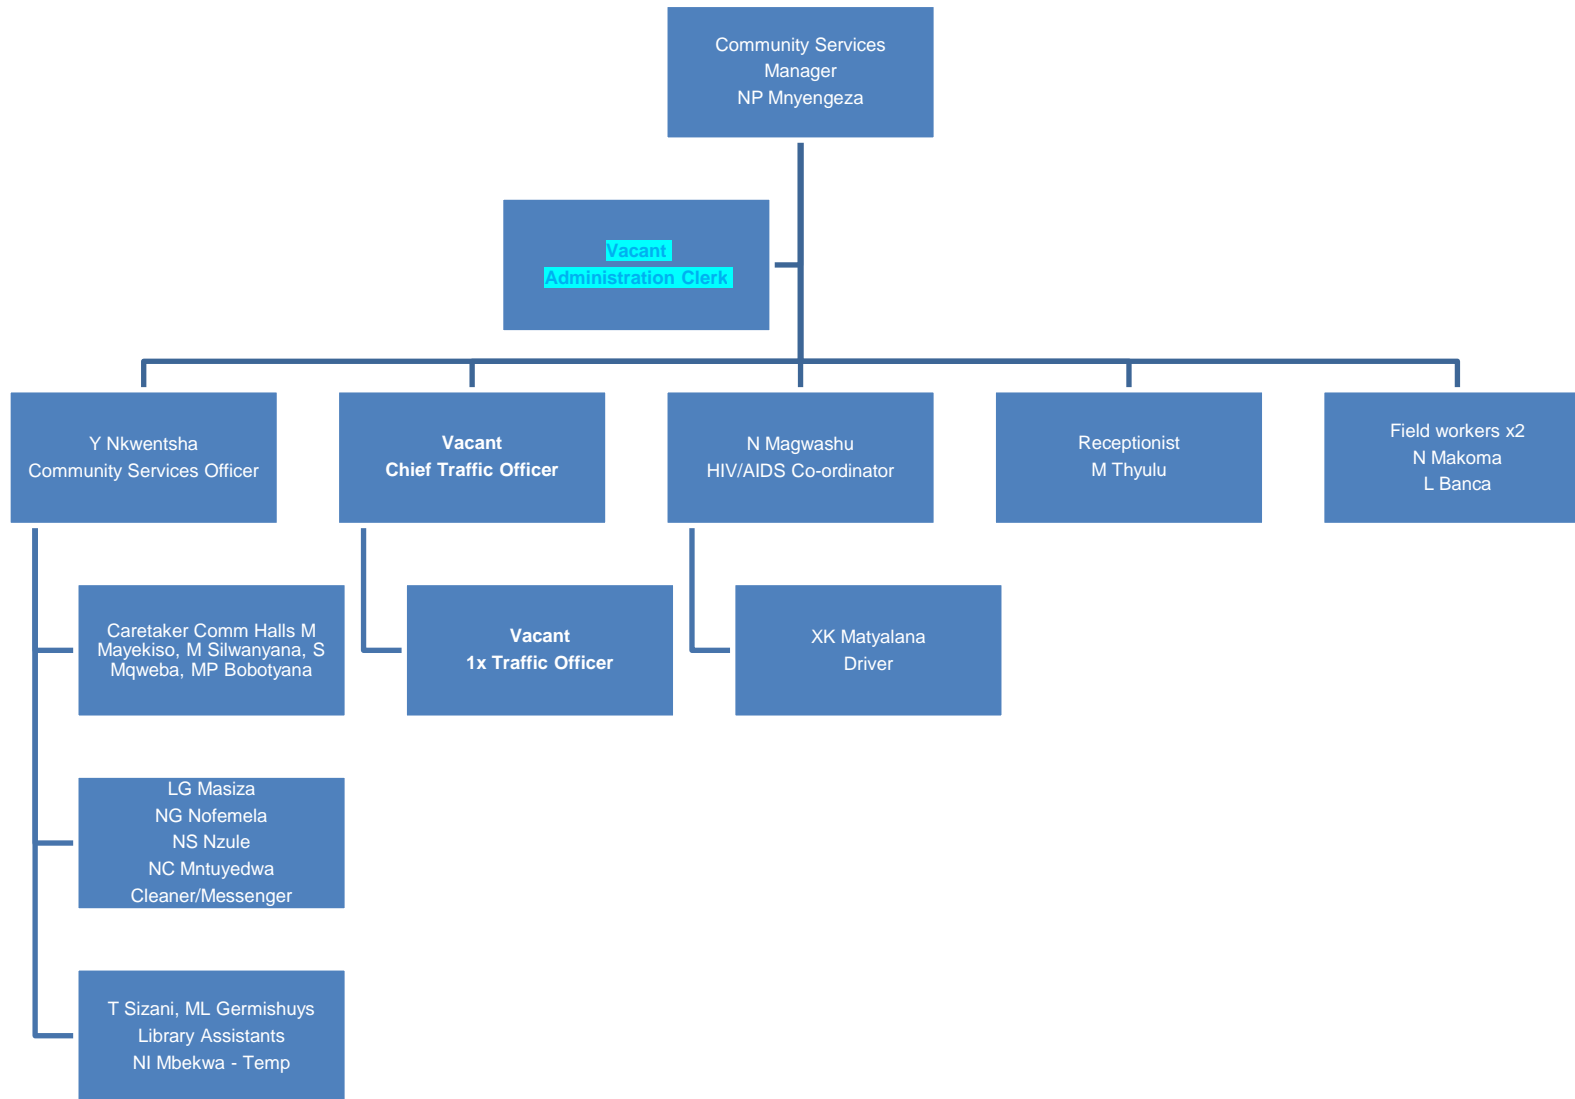 Community Services
Manager
NP Mnyengeza
Vacant
Administration Clerk
Y Nkwentsha
Community Services Officer
Vacant
Chief Traffic Officer
N Magwashu
HIV/AIDS Co-ordinator
Receptionist
M Thyulu
Field workers x2
N Makoma
L Banca
Caretaker Comm Halls M
Mayekiso, M Silwanyana, S
Mqweba, MP Bobotyana
Vacant
1x Traffic Officer
XK Matyalana
Driver
LG Masiza
NG Nofemela
NS Nzule
NC Mntuyedwa
Cleaner/Messenger
T Sizani, ML Germishuys
Library Assistants
NI Mbekwa - Temp